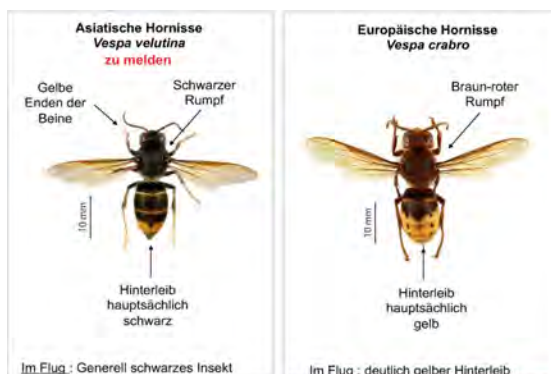 Asiatische Hornisse
Vespa velutina
zu melden
Gelbe
Enden der
Beine
Schwarzer
Rumpf
10 mm
Hinterleib
hauptsächlich
schwarz
Im Flug : Generell schwarzes Insekt
Europäische Hornisse
Vespa crabro
Braun-roter
Rumpf
10 mm
Hinterleib
hauptsächlich
gelb
Im Flug : deutlich gelber Hinterleib